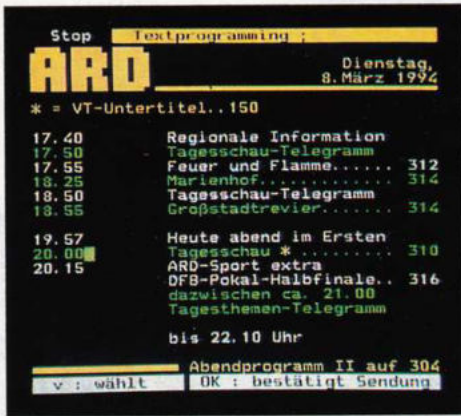 Stop Textprogramming ;
ARD
Dienstag,
8.März 1994
* = VT-Untertitel..150
17.40 Regionale Information
17.50 Tagesschau-Telegramm
17.55 Feuer und Flamme...... 312
18.25 Marienhof............ 314
18.50 Tagesschau-Telegramm
18.55 Großstadtrevier...... 314
19.57 Heute abend im Ersten
20.00 Tagesschau * ........ 310
20.15 ARD-Sport extra
DFB-Pokal-Halbfinale.. 316
dazwischen ca. 21.00
Tagesthemen-Telegramm
bis 22.10 Uhr
Abendprogramm II auf 304
v : wählt OK : bestätigt Sendung